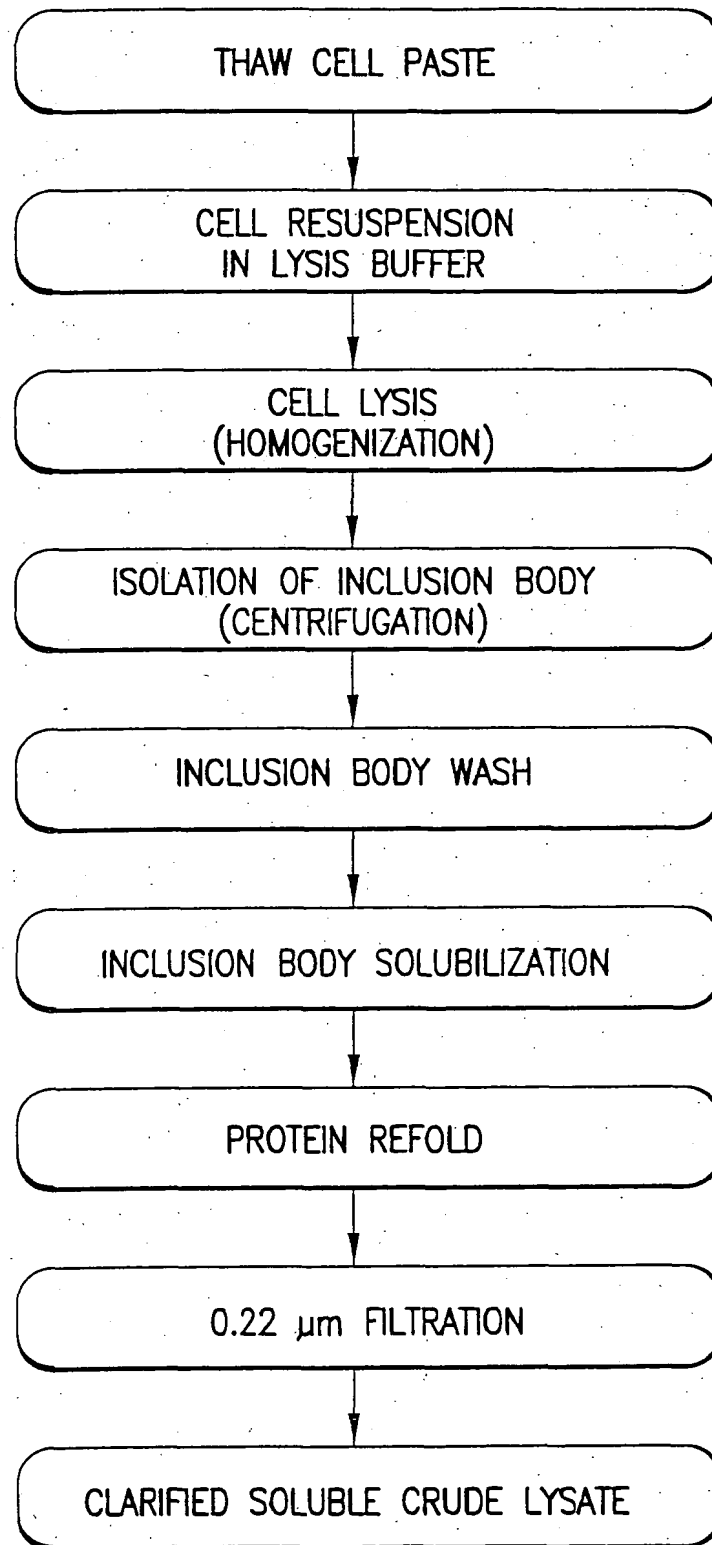 THAW CELL PASTE
CELL RESUSPENSION
IN LYSIS BUFFER
CELL LYSIS
(HOMOGENIZATION)
ISOLATION OF INCLUSION BODY
(CENTRIFUGATION)
INCLUSION BODY WASH
INCLUSION BODY SOLUBILIZATION
PROTEIN REFOLD
0.22 µm FILTRATION
CLARIFIED SOLUBLE CRUDE LYSATE